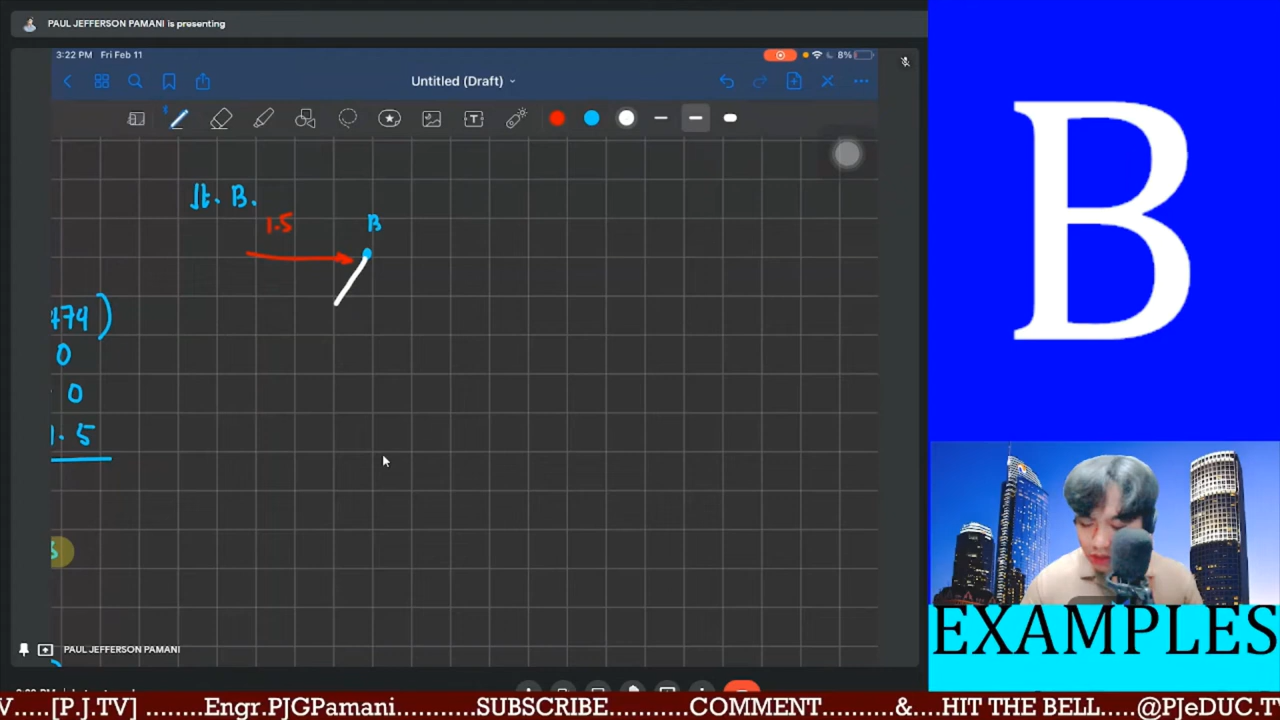 PAUL JEFFERSON PAMANI is presenting
3:22 PM Fri Feb 11
8%
Untitled (Draft)
T
Jt. B.
1.5
B
474)
0
0
1.5
PAUL JEFFERSON PAMANI
B
EXAMPLES
V.....[P.J.TV] ........Engr.PJGPamani..........SUBSCRIBE.........COMMENT.........&....HIT THE BELL.....@PJeDUC.T